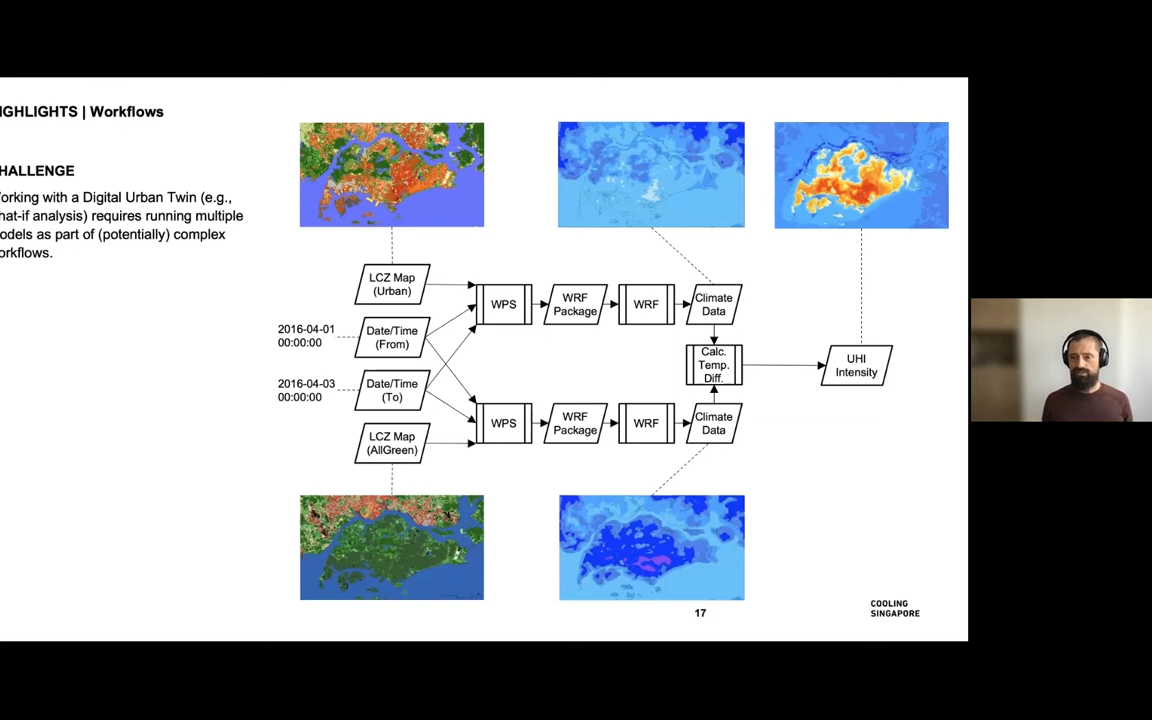 IGHLIGHTS | Workflows
HALLENGE
orking with a Digital Urban Twin (e.g.,
hat-if analysis) requires running multiple
odels as part of (potentially) complex
orkflows.
LCZ Map
(Urban)
2016-04-01
00:00:00
Date/Time
(From)
2016-04-03
00:00:00
Date/Time
(To)
LCZ Map
(AllGreen)
WPS
WRF
Package
WRF
Climate
Data
Calc.
Temp.
Diff.
UHI
Intensity
WPS
WRF
Package
WRF
Climate
Data
17
COOLING
SINGAPORE